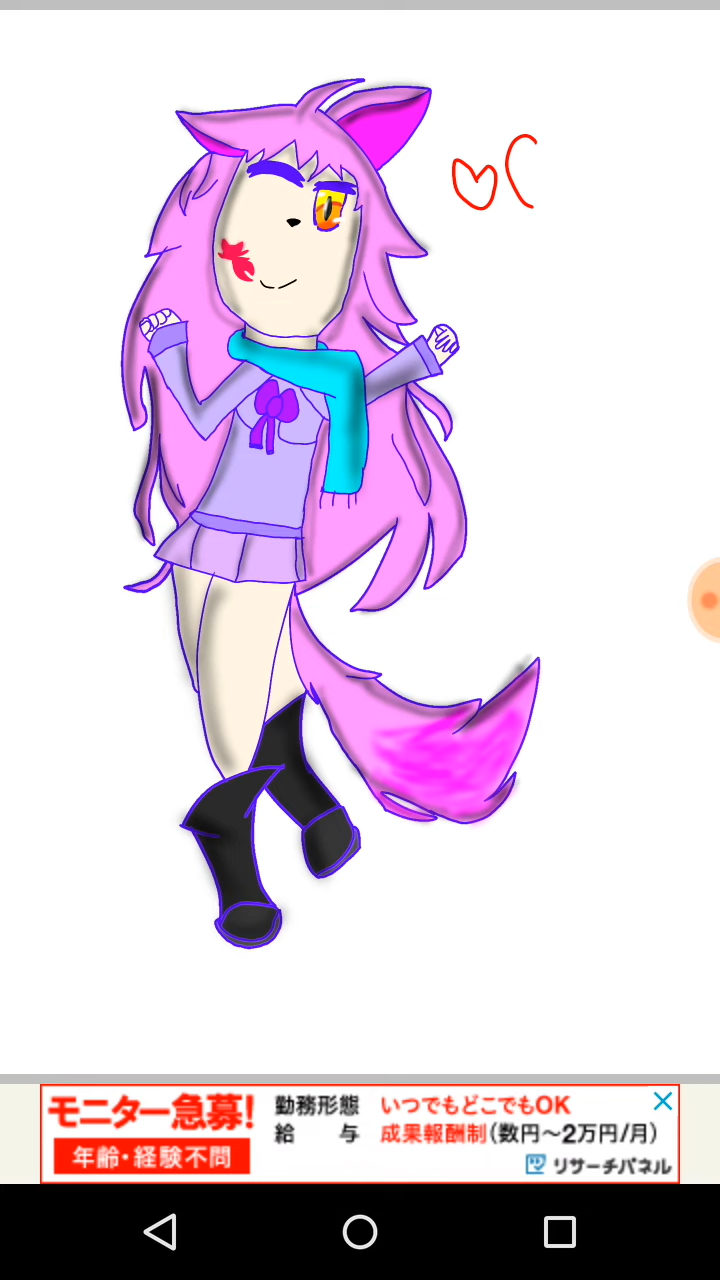 モニター急募!
年齢・経験不問
勤務形態 いつでもどこでもOK
給与 成果報酬制(数円〜2万円/月)
リサーチパネル